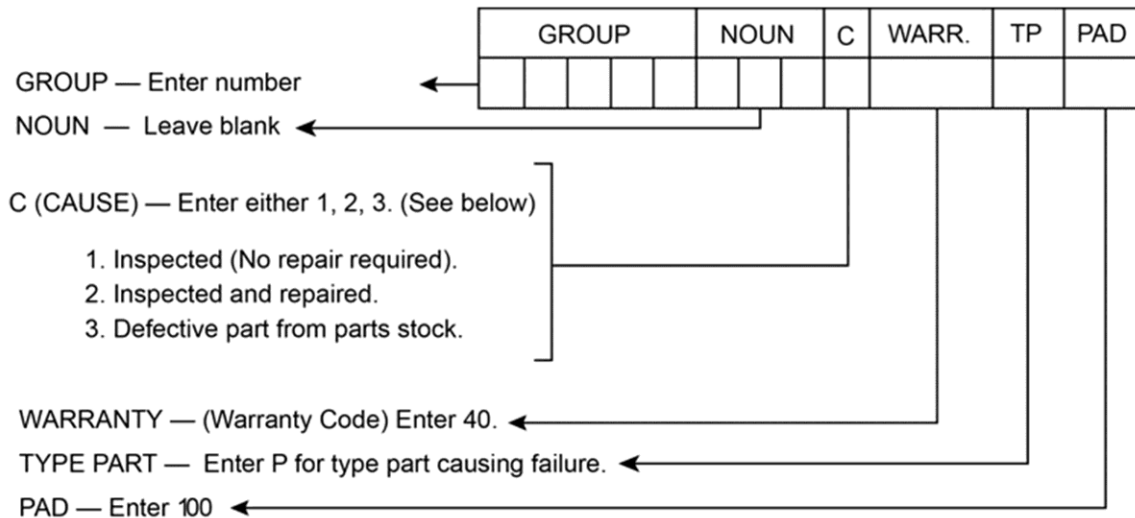 GROUP NOUN C WARR. TP PAD
GROUP — Enter number
NOUN — Leave blank
C (CAUSE) — Enter either 1, 2, 3. (See below)
1. Inspected (No repair required).
2. Inspected and repaired.
3. Defective part from parts stock.
WARRANTY — (Warranty Code) Enter 40.
TYPE PART — Enter P for type part causing failure.
PAD — Enter 100